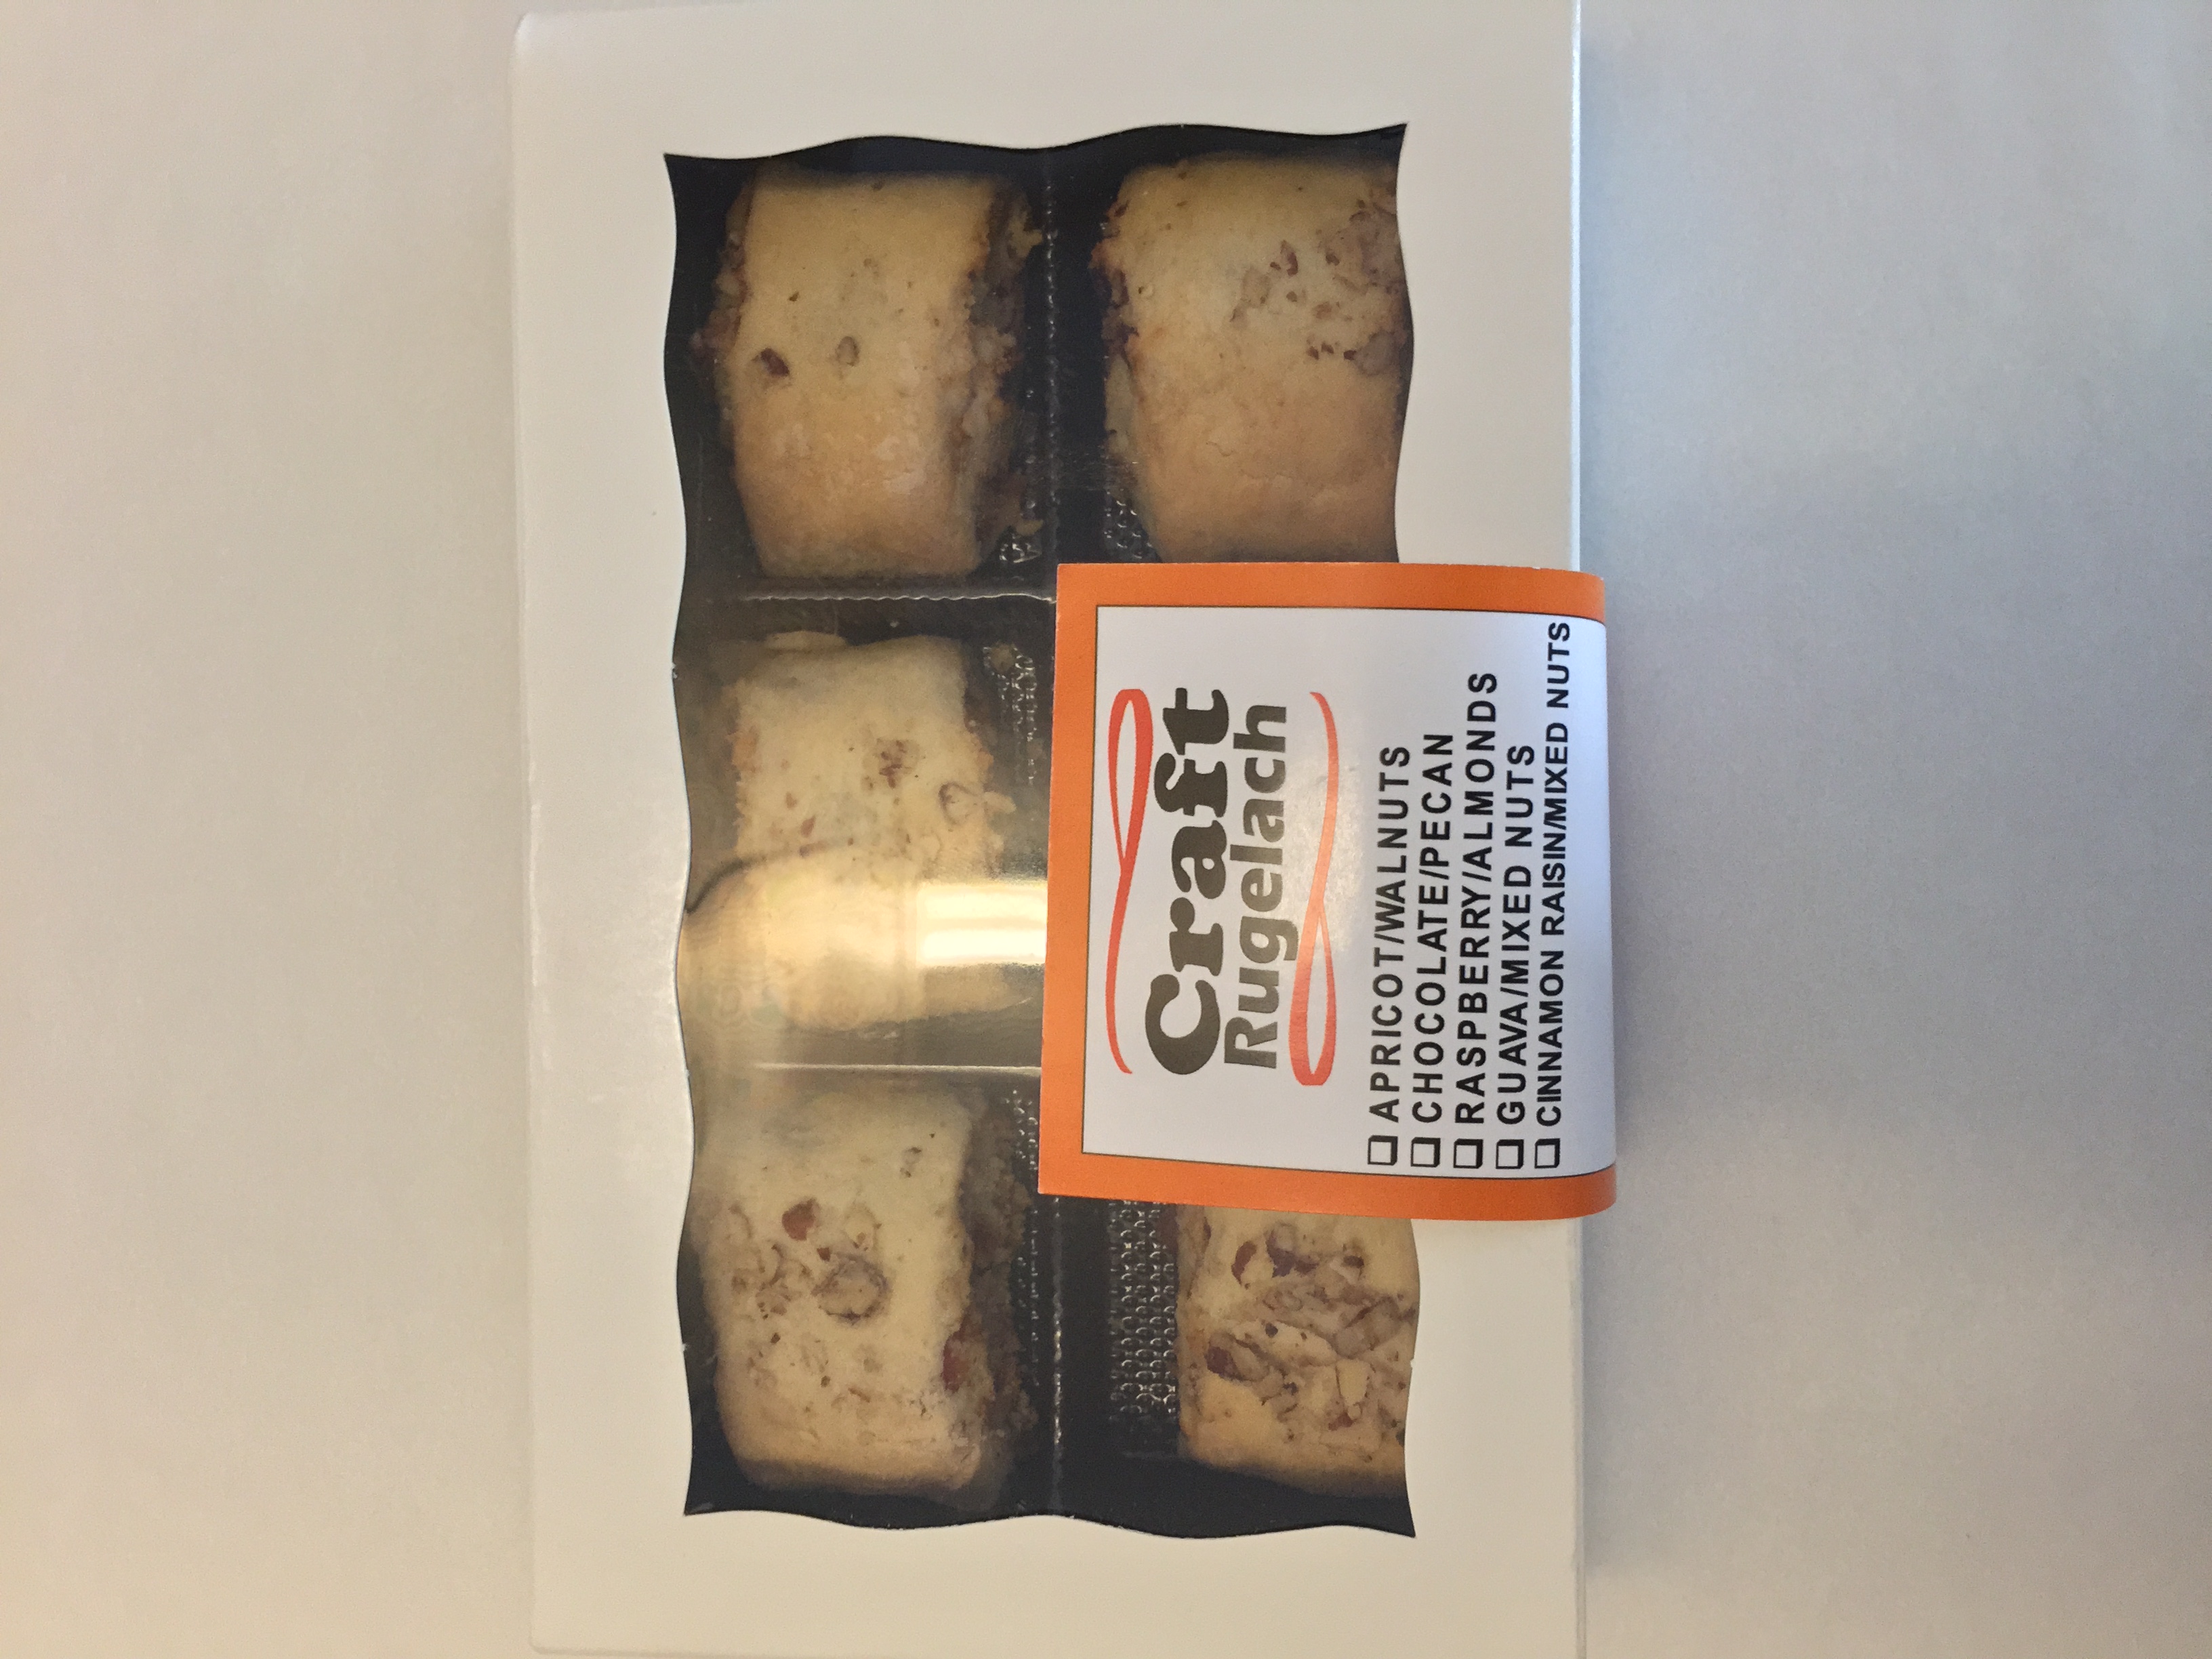 Craft
Rugelach
❑ APRICOT/WALNUTS
❑ CHOCOLATE/PECAN
❑ RASPBERRY/ALMONDS
❑ GUAVA/MIXED NUTS
❑ CINNAMON RAISIN/MIXED NUTS